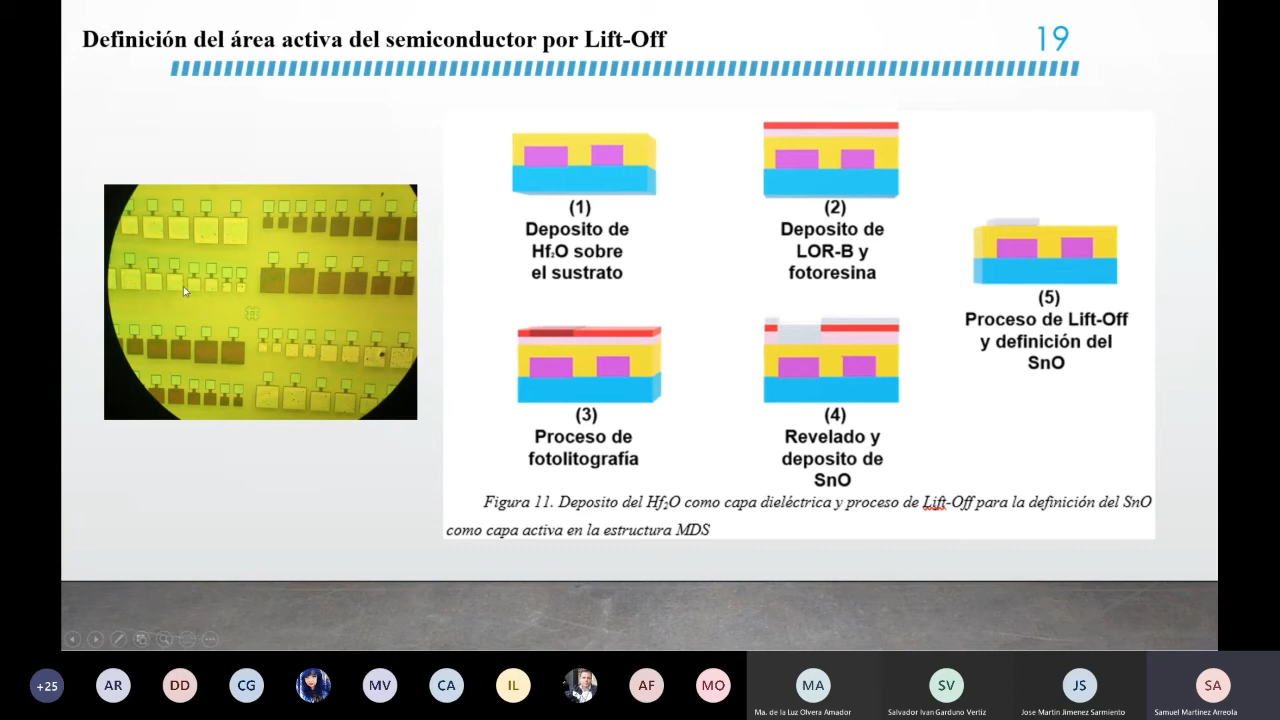 Definición del área activa del semiconductor por Lift-Off
19
(1)
Deposito de
Hf₂O sobre
el sustrato
(2)
Deposito de
LOR-B y
fotoresina
(3)
Proceso de
fotolitografía
(4)
Revelado y
deposito de
SnO
(5)
Proceso de Lift-Off
y definición del
SnO
Figura 11. Deposito del Hf₂O como capa dieléctrica y proceso de Lift-Off para la definición del SnO
como capa activa en la estructura MDS
+25
AR
DD
CG
MV
CA
IL
AF
MO
MA
SV
JS
SA
Ma. de la Luz Olvera Amador
Salvador Ivan Garduno Vertiz
Jose Martin Jimenez Sarmiento
Samuel Martinez Arreola